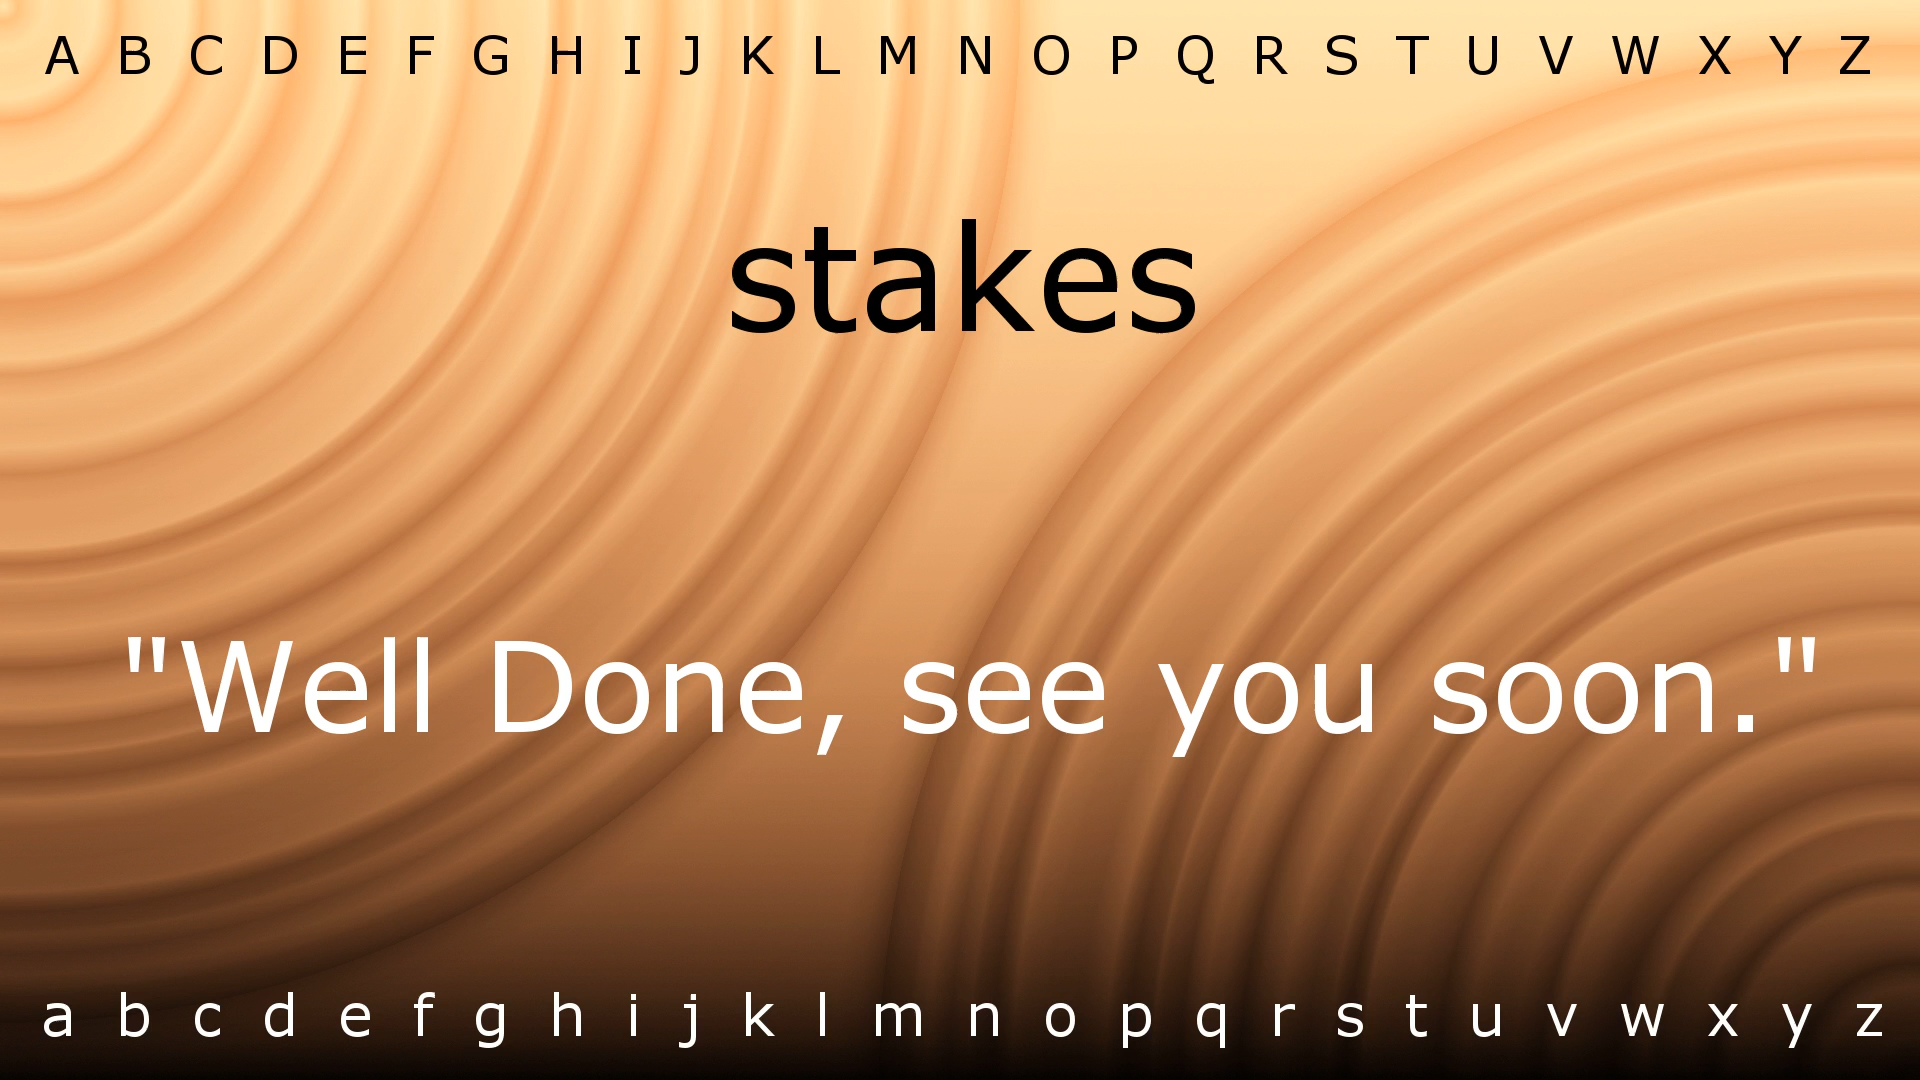 A B C D E F G H I J K L M N O P Q R S T U V W X Y Z
stakes
"Well Done, see you soon."
a b c d e f g h i j k l m n o p q r s t u v w x y z